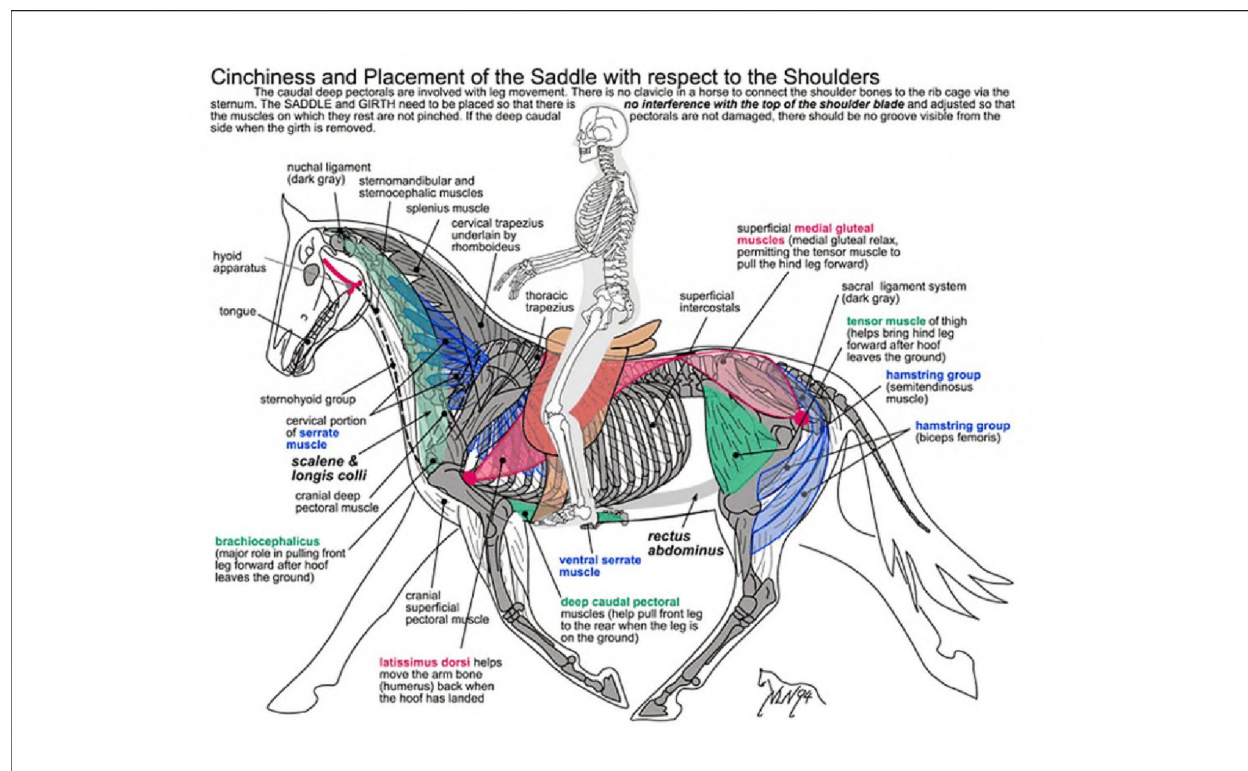 Cinchiness and Placement of the Saddle with respect to the Shoulders
The caudal deep pectorals are involved with leg movement. There is no clavicle in a horse to connect the shoulder bones to the rib cage via the
sternum. The SADDLE and GIRTH need to be placed so that there is no interference with the top of the shoulder blade and adjusted so that
the muscles on which they rest are not pinched. If the deep caudal pectorals are not damaged, there should be no groove visible from the
side when the girth is removed.
nuchal ligament
(dark gray)
sternomandibular and
sternocephalic muscles
splenius muscle
cervical trapezius
underlain by
rhomboideus
hyoid
apparatus
tongue
thoracic
trapezius
superficial
intercostals
superficial medial gluteal
muscles (medial gluteal relax,
permitting the tensor muscle to
pull the hind leg forward)
sacral ligament system
(dark gray)
tensor muscle of thigh
(helps bring hind leg
forward after hoof
leaves the ground)
hamstring group
(semitendinosus
muscle)
hamstring group
(biceps femoris)
sternohyoid group
cervical portion
of serrate
muscle
scalene &
longis colli
cranial deep
pectoral muscle
brachiocephalicus
(major role in pulling front
leg forward after hoof
leaves the ground)
cranial
superficial
pectoral muscle
latissimus dorsi helps
move the arm bone
(humerus) back when
the hoof has landed
ventral serrate
muscle
deep caudal pectoral
muscles (help pull front leg
to the rear when the leg is
on the ground)
rectus
abdominus